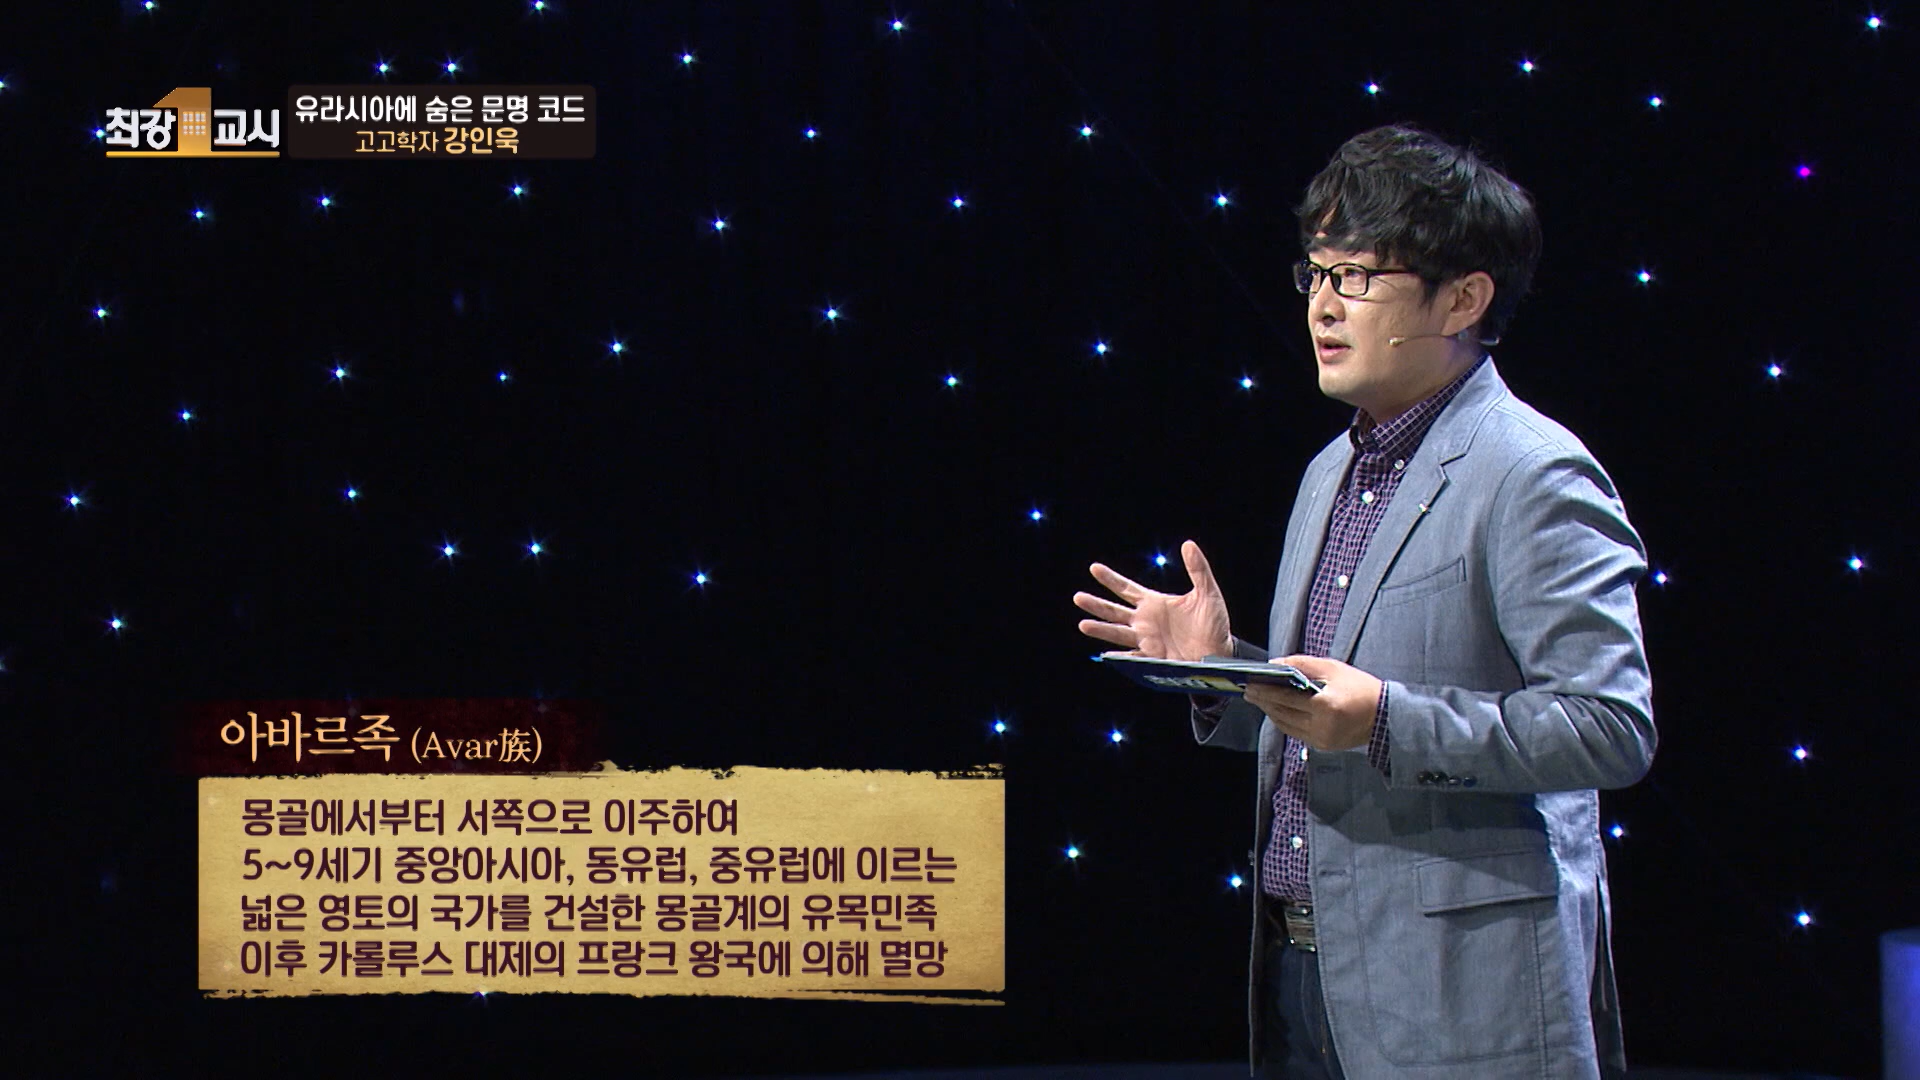 최강1교시
유라시아에 숨은 문명 코드
고고학자 강인욱
아바르족 (Avar族)
몽골에서부터 서쪽으로 이주하여
5~9세기 중앙아시아, 동유럽, 중유럽에 이르는
넓은 영토의 국가를 건설한 몽골계의 유목민족
이후 카롤루스 대제의 프랑크 왕국에 의해 멸망